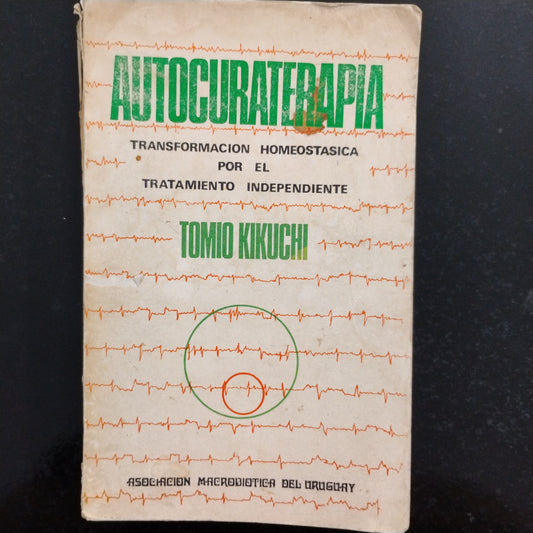 AUTOCURATERAPIA
TRANSFORMACION HOMEOSTASICA
POR EL
TRATAMIENTO INDEPENDIENTE
TOMIO KIKUCHI
ASOCIACION MACROBIOTICA DEL URUGUAY